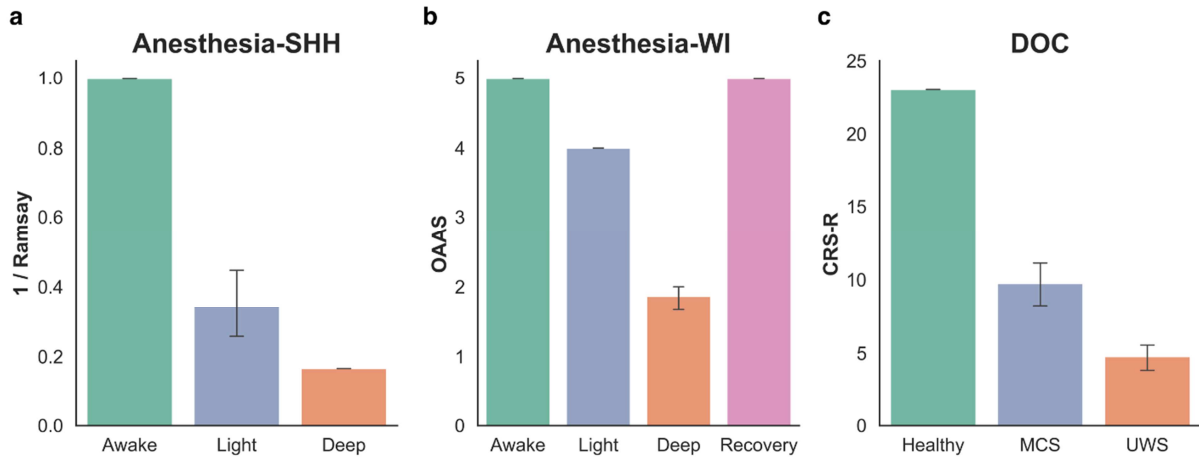 a
Anesthesia-SHH
1 / Ramsay
1.0
0.8
0.6
0.4
0.2
0.0
Awake Light Deep
b
Anesthesia-WI
OAAS
5
4
3
2
1
0
Awake Light Deep Recovery
c
DOC
CRS-R
25
20
15
10
5
0
Healthy MCS UWS